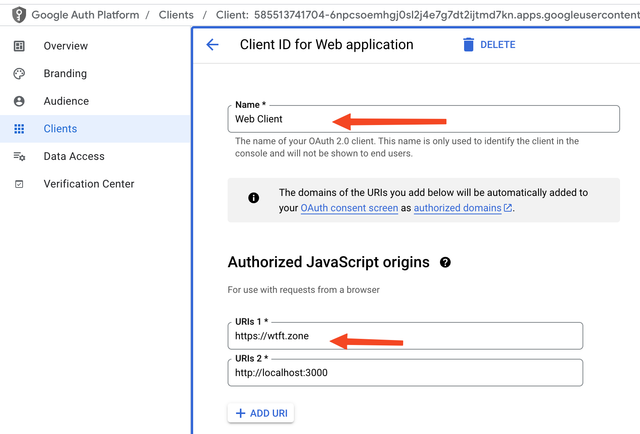 Google Auth Platform / Clients / Client: 585513741704-6npcsoemhgj0sl2j4e7g7dt2ijtmd7kn.apps.googleusercontent
Overview
Branding
Audience
Clients
Data Access
Verification Center
Client ID for Web application
DELETE
Name *
Web Client
The name of your OAuth 2.0 client. This name is only used to identify the client in the
console and will not be shown to end users.
The domains of the URIs you add below will be automatically added to
your OAuth consent screen as authorized domains.
Authorized JavaScript origins
For use with requests from a browser
URIs 1 *
https://wtft.zone
URIs 2 *
http://localhost:3000
+ ADD URI